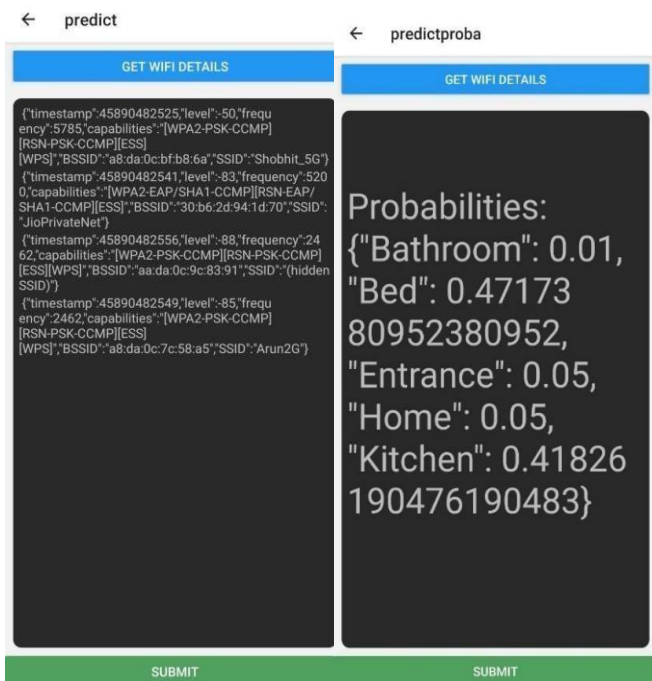 predict
GET WIFI DETAILS
{"timestamp":45890482525,"level":-50,"frequ
ency":5785,"capabilities":"[WPA2-PSK-CCMP]
[RSN-PSK-CCMP][ESS]
[WPS]","BSSID":"a8:da:0c:bf:b8:6a","SSID":"Shobhit_5G"}
{"timestamp":45890482541,"level":-83,"frequency":520
0,"capabilities":"[WPA2-EAP/SHA1-CCMP][RSN-EAP/
SHA1-CCMP][ESS]","BSSID":"30:b6:2d:94:1d:70","SSID":
"JioPrivateNet"}
{"timestamp":45890482556,"level":-88,"frequency":24
62,"capabilities":"[WPA2-PSK-CCMP][RSN-PSK-CCMP]
[ESS][WPS]","BSSID":"aa:da:0c:9c:83:91","SSID":"(hidden
SSID)"}
{"timestamp":45890482549,"level":-85,"frequ
ency":2462,"capabilities":"[WPA2-PSK-CCMP]
[RSN-PSK-CCMP][ESS]
[WPS]","BSSID":"a8:da:0c:7c:58:a5","SSID":"Arun2G"}
SUBMIT
predictproba
GET WIFI DETAILS
Probabilities:
{"Bathroom": 0.01,
"Bed": 0.47173
80952380952,
"Entrance": 0.05,
"Home": 0.05,
"Kitchen": 0.41826
190476190483}
SUBMIT